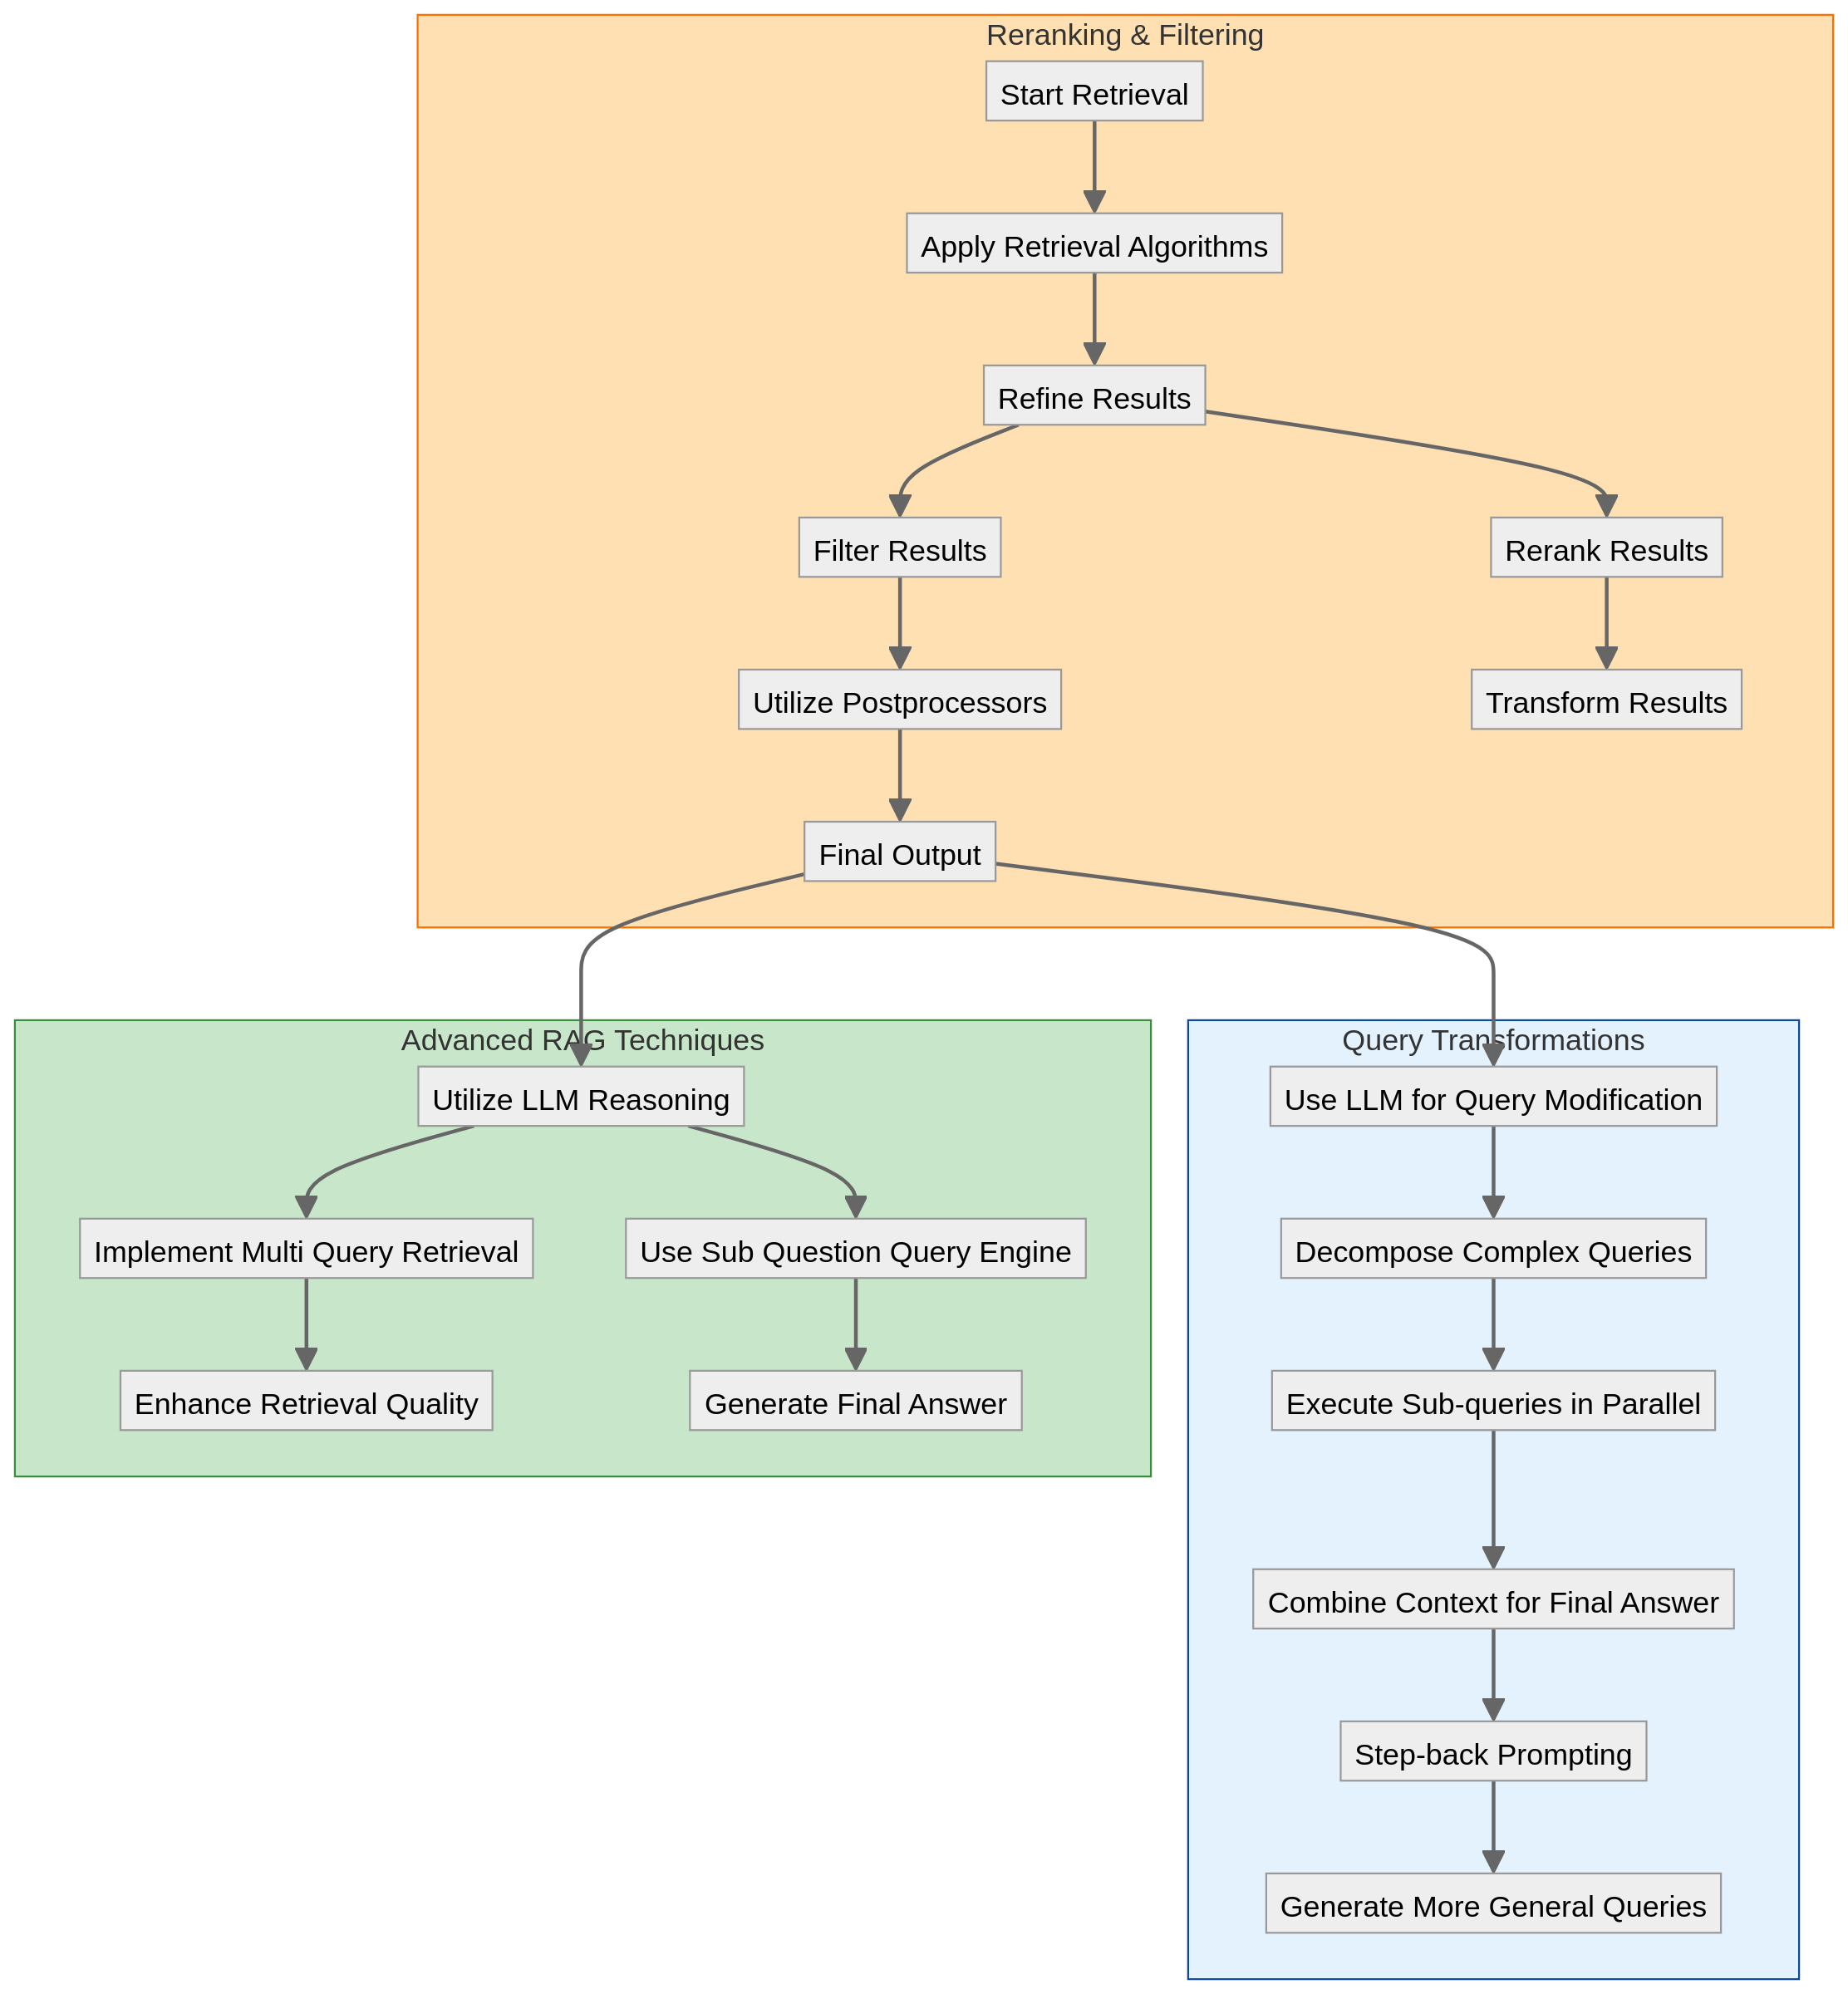 Reranking & Filtering
Start Retrieval
Apply Retrieval Algorithms
Refine Results
Filter Results
Rerank Results
Utilize Postprocessors
Transform Results
Final Output
Advanced RAG Techniques
Utilize LLM Reasoning
Implement Multi Query Retrieval
Use Sub Question Query Engine
Enhance Retrieval Quality
Generate Final Answer
Query Transformations
Use LLM for Query Modification
Decompose Complex Queries
Execute Sub-queries in Parallel
Combine Context for Final Answer
Step-back Prompting
Generate More General Queries